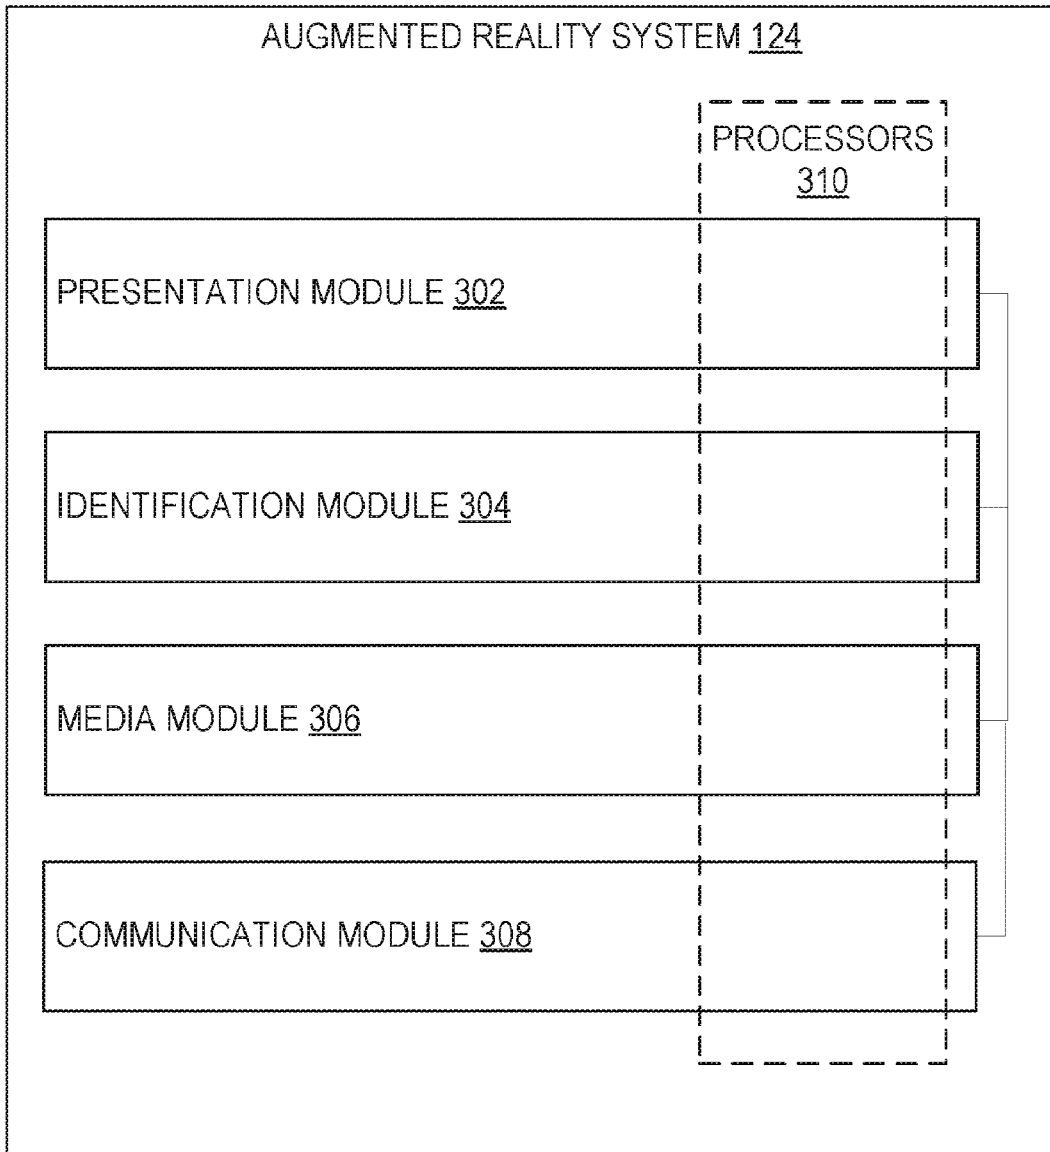 AUGMENTED REALITY SYSTEM 124
PROCESSORS
310
PRESENTATION MODULE 302
IDENTIFICATION MODULE 304
MEDIA MODULE 306
COMMUNICATION MODULE 308